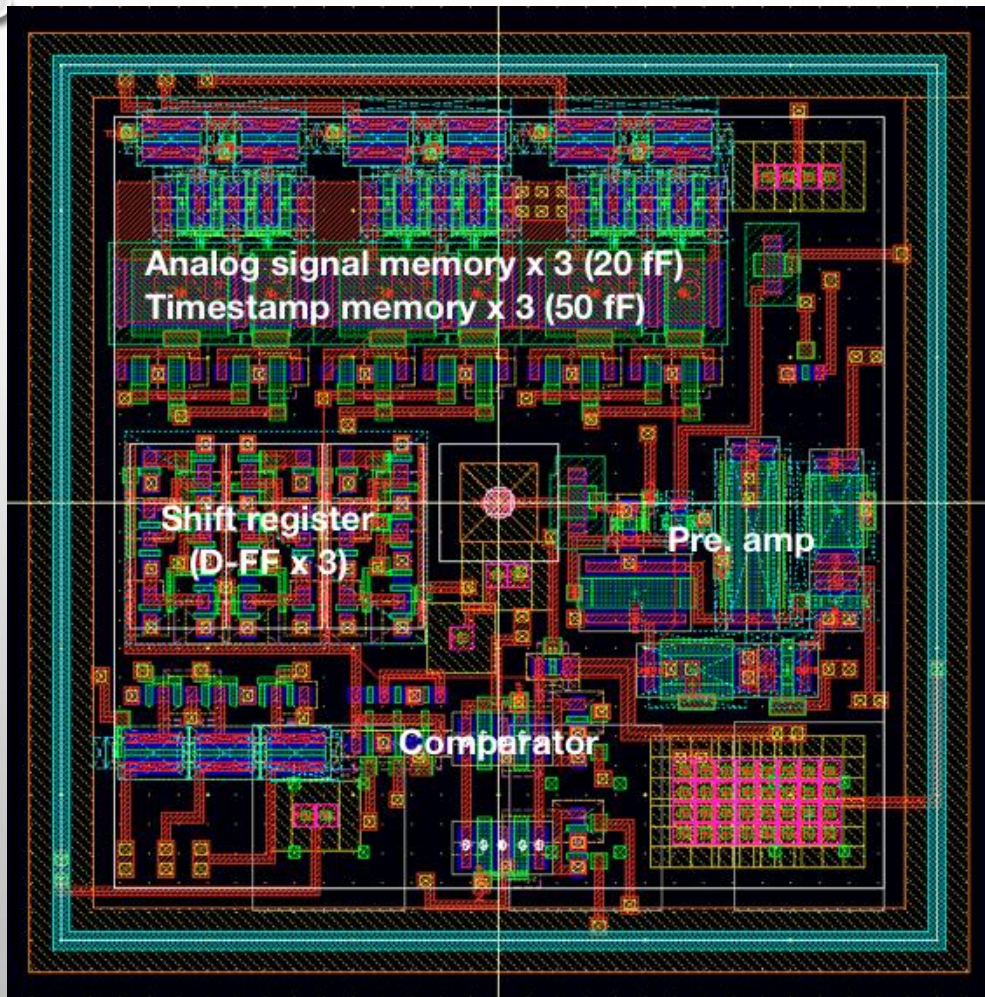 Analog signal memory x 3 (20 fF)
Timestamp memory x 3 (50 fF)
Shift register
(D-FF x 3)
Pre. amp
Comparator